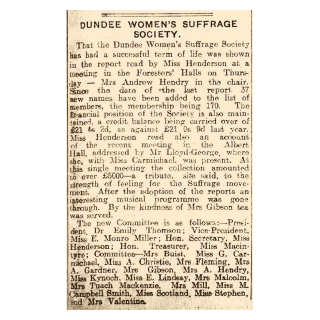 DUNDEE WOMEN'S SUFFRAGE
SOCIETY.
That the Dundee Women's Suffrage Society
has had a successful term of life was shown
in the report read by Miss Henderson at a
meeting in the Foresters' Halls on Thurs-
day — Mrs Andrew Hendry in the chair.
Since the date of the last report 57
new names have been added to the list of
members, the membership being 170. The
financial position of the Society is also main-
tained, a credit balance being carried over of
£21 4s 2d, as against £21 0s 9d last year.
Miss Henderson read also an account
of the recent meeting in the Albert
Hall, addressed by Mr Lloyd-George, where
she, with Miss Carmichael, was present. At
this single meeting the collection amounted
to over £5000—a tribute, she said, to the
strength of feeling for the Suffrage move-
ment. After the adoption of the reports an
interesting musical programme was gone
through. By the kindness of Mrs Gibson tea
was served.
The new Committee is as follows:—Presi-
dent, Dr Emily Thomson; Vice-President,
Miss E. Monro Miller; Hon. Secretary, Miss
Henderson; Hon. Treasurer, Miss Macin-
tyre; Committee—Mrs Buist, Miss G. Car-
michael, Miss A. Christie, Mrs Fleming, Mrs
A. Gardner, Mrs Gibson, Mrs A. Hendry,
Miss Kynoch, Miss E. Lindsay, Mrs Malcolm,
Mrs Tuach Mackenzie, Mrs Mill, Miss M.
Campbell Smith, Miss Scotland, Miss Stephen,
and Mrs Valentine.